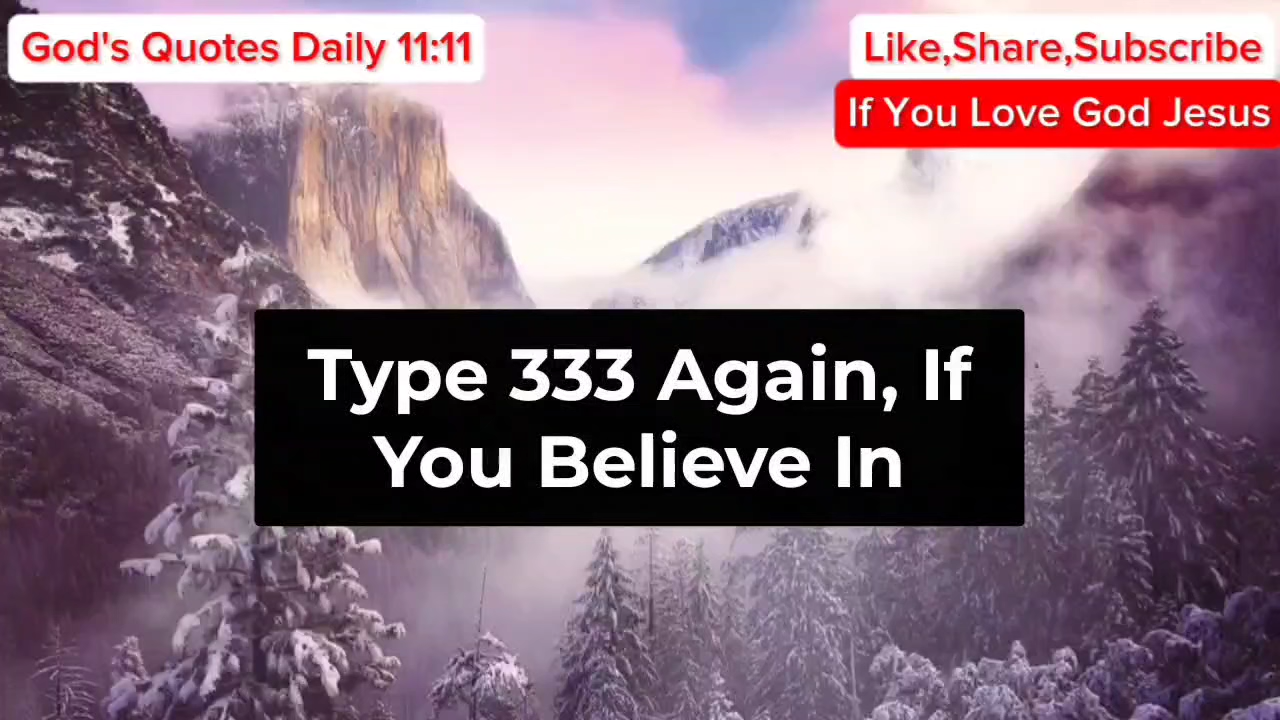 God's Quotes Daily 11:11
Like,Share,Subscribe
If You Love God Jesus
Type 333 Again, If
You Believe In